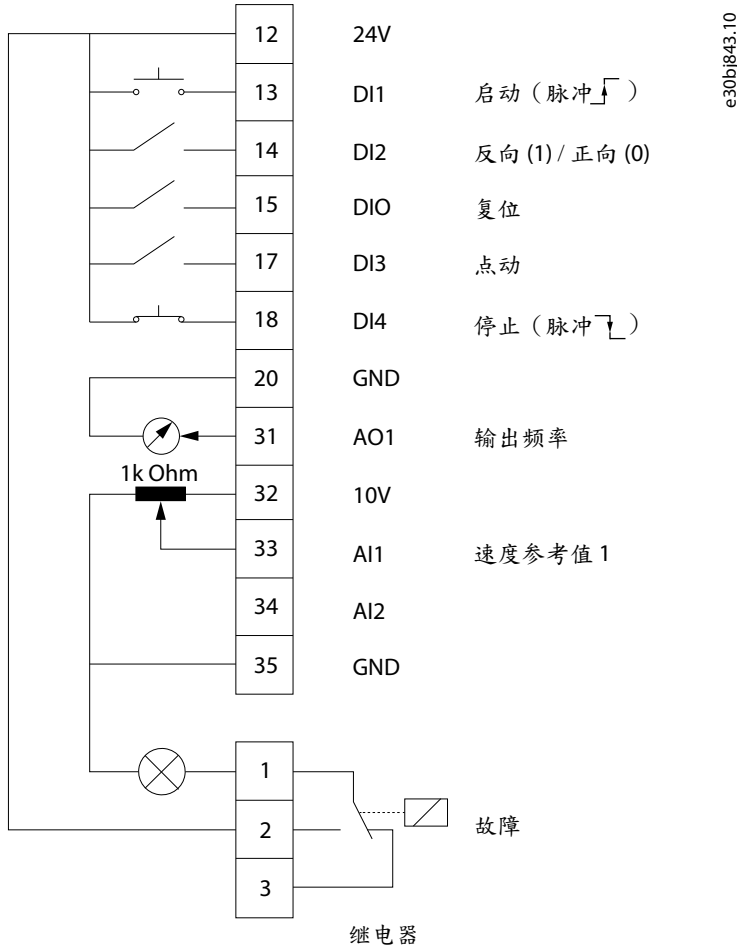 12 24V
13 DI1 启动（脉冲 ）
14 DI2 反向 (1) / 正向 (0)
15 DIO 复位
17 DI3 点动
18 DI4 停止（脉冲 ）
20 GND
31 AO1 输出频率
1k Ohm
32 10V
33 AI1 速度参考值 1
34 AI2
35 GND
1
2 故障
3
继电器
e30bj843.10